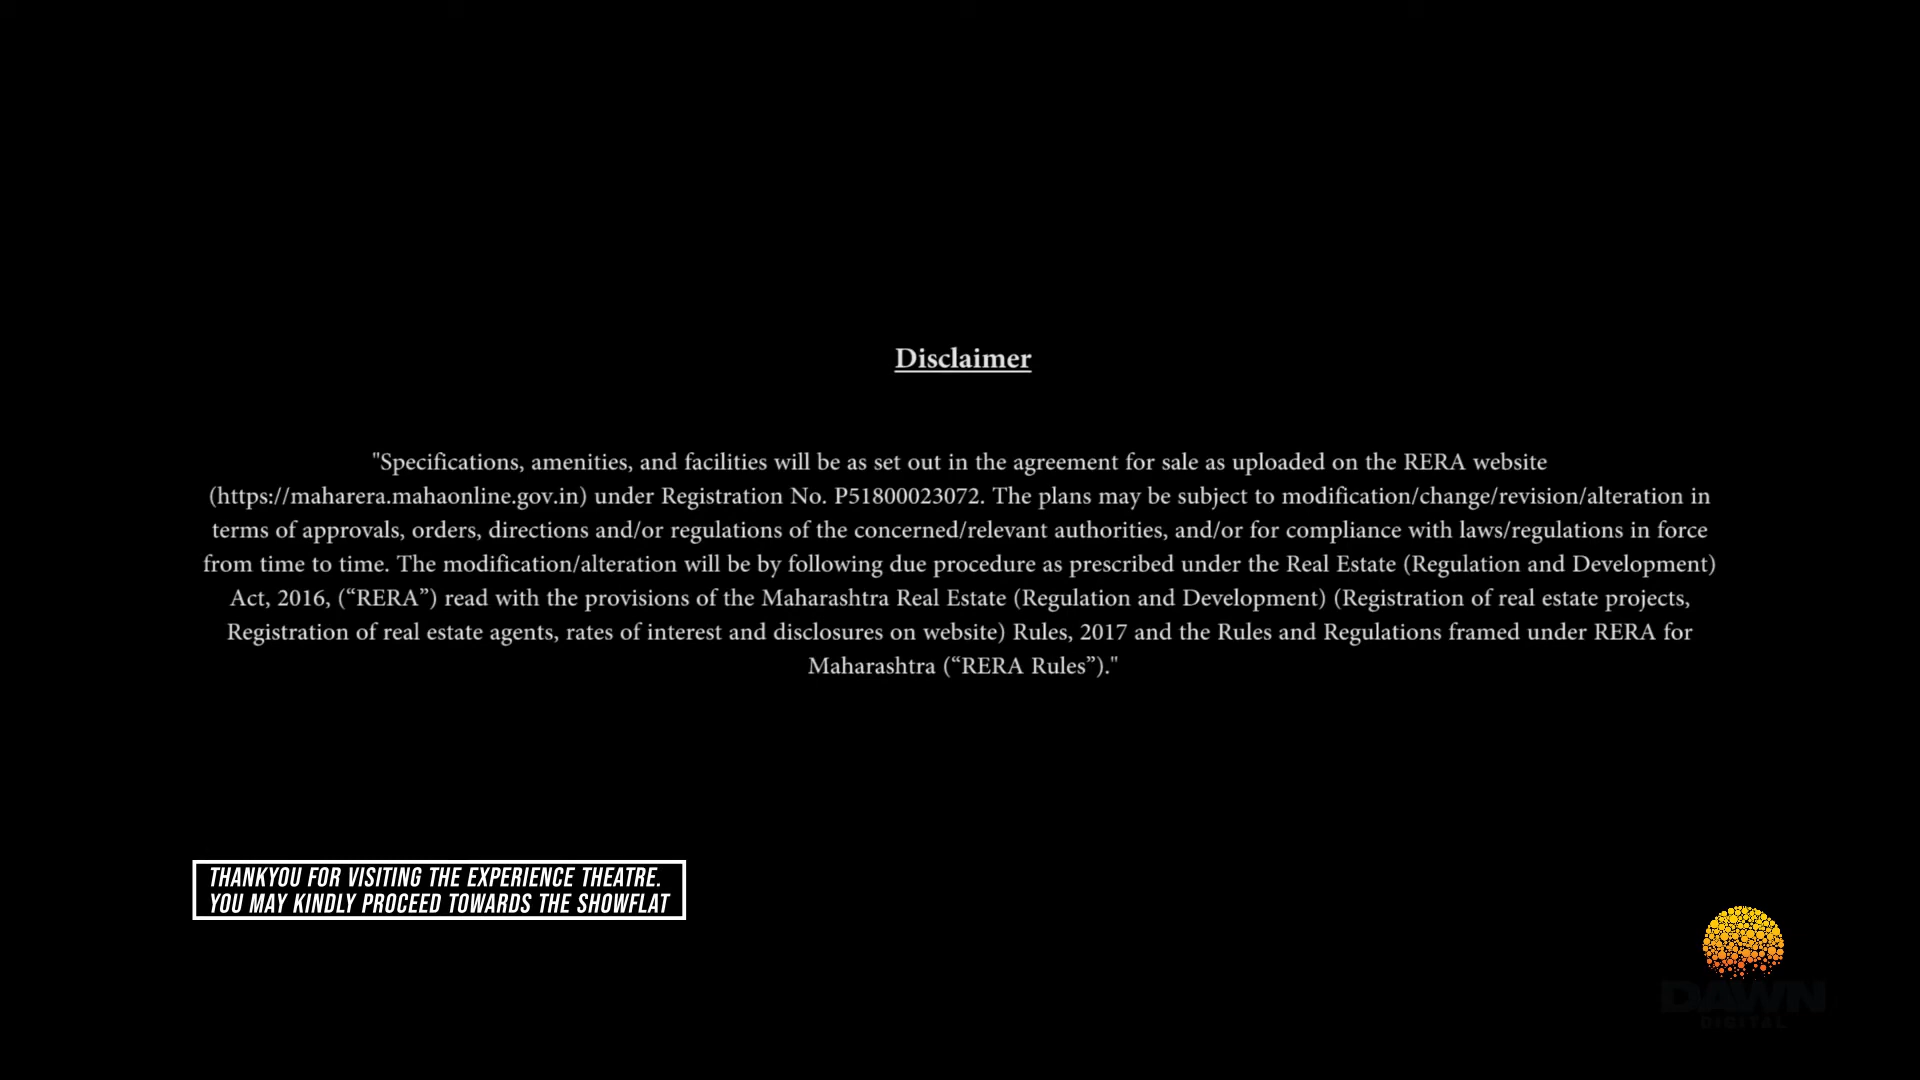 Disclaimer
"Specifications, amenities, and facilities will be as set out in the agreement for sale as uploaded on the RERA website
(https://maharera.mahaonline.gov.in) under Registration No. P51800023072. The plans may be subject to modification/change/revision/alteration in
terms of approvals, orders, directions and/or regulations of the concerned/relevant authorities, and/or for compliance with laws/regulations in force
from time to time. The modification/alteration will be by following due procedure as prescribed under the Real Estate (Regulation and Development)
Act, 2016, (“RERA”) read with the provisions of the Maharashtra Real Estate (Regulation and Development) (Registration of real estate projects,
Registration of real estate agents, rates of interest and disclosures on website) Rules, 2017 and the Rules and Regulations framed under RERA for
Maharashtra (“RERA Rules”)."
THANKYOU FOR VISITING THE EXPERIENCE THEATRE.
YOU MAY KINDLY PROCEED TOWARDS THE SHOWFLAT
DAWN
DIGITAL